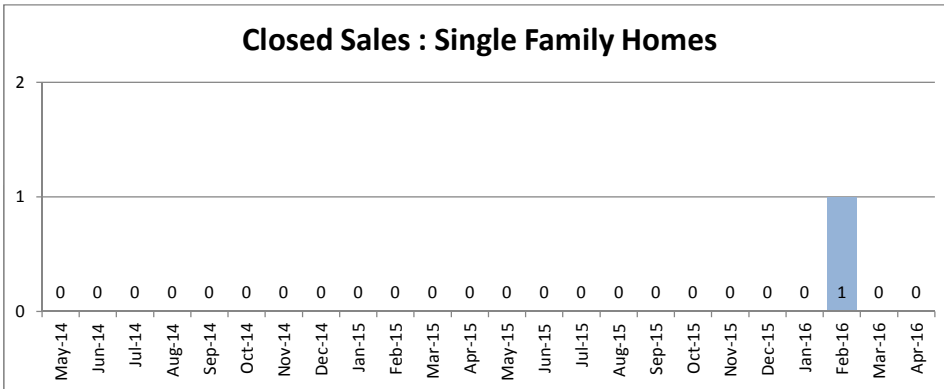 Closed Sales : Single Family Homes
2
1
0
0 0 0 0 0 0 0 0 0 0 0 0 0 0 0 0 0 0 0 0 0 1 0 0
May-14 Jun-14 Jul-14 Aug-14 Sep-14 Oct-14 Nov-14 Dec-14 Jan-15 Feb-15 Mar-15 Apr-15 May-15 Jun-15 Jul-15 Aug-15 Sep-15 Oct-15 Nov-15 Dec-15 Jan-16 Feb-16 Mar-16 Apr-16